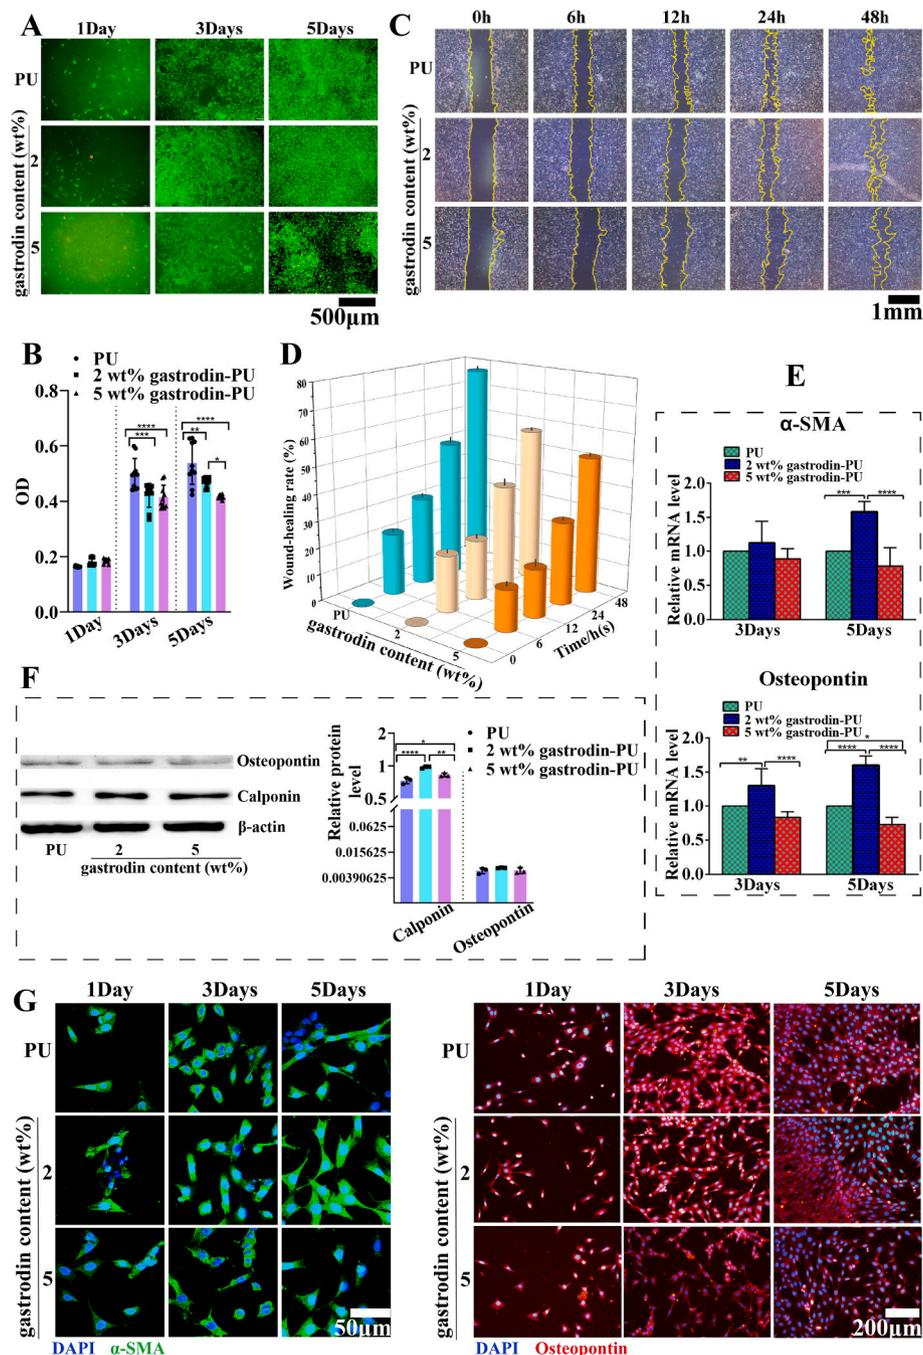 A
1Day 3Days 5Days
PU
2
5
gastrodin content (wt%)
500μm
C
0h 6h 12h 24h 48h
PU
2
5
gastrodin content (wt%)
1mm
B
PU
2 wt% gastrodin-PU
5 wt% gastrodin-PU
OD
0.8
0.6
0.4
0.2
0.0
**** 
***
****
**
*
1Day 3Days 5Days
D
Wound-healing rate (%)
80
70
60
50
40
30
20
10
0
PU
2
5
gastrodin content (wt%)
0
6
12
24
48
Time/h(s)
E
α-SMA
PU
2 wt% gastrodin-PU
5 wt% gastrodin-PU
Relative mRNA level
2.0
1.5
1.0
0.5
0.0
*** ****
3Days 5Days
Osteopontin
PU
2 wt% gastrodin-PU
5 wt% gastrodin-PU
Relative mRNA level
2.0
1.5
1.0
0.5
0.0
** ****
*
**** ****
3Days 5Days
F
Osteopontin
Calponin
β-actin
PU 2 5
gastrodin content (wt%)
Relative protein
level
2
1
0.5
0.0625
0.015625
0.00390625
PU
2 wt% gastrodin-PU
5 wt% gastrodin-PU
*
**** **
Calponin
Osteopontin
G
1Day 3Days 5Days
PU
2
5
gastrodin content (wt%)
50μm
DAPI α-SMA
1Day 3Days 5Days
PU
2
5
gastrodin content (wt%)
200μm
DAPI Osteopontin